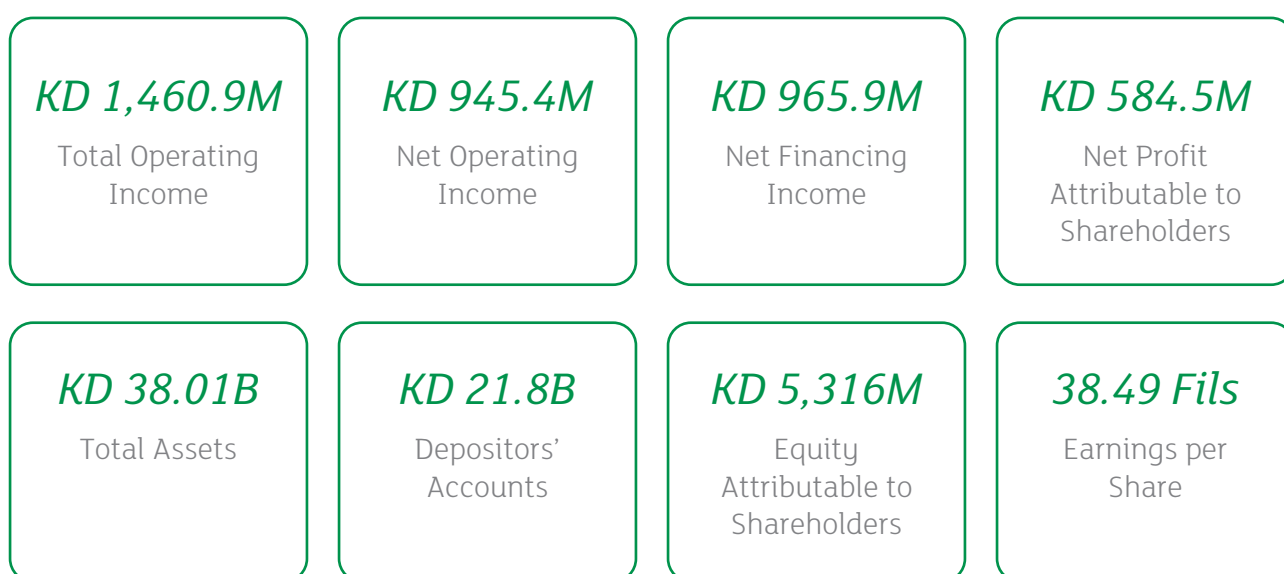 KD 1,460.9M
Total Operating
Income
KD 945.4M
Net Operating
Income
KD 965.9M
Net Financing
Income
KD 584.5M
Net Profit
Attributable to
Shareholders
KD 38.01B
Total Assets
KD 21.8B
Depositors’
Accounts
KD 5,316M
Equity
Attributable to
Shareholders
38.49 Fils
Earnings per
Share